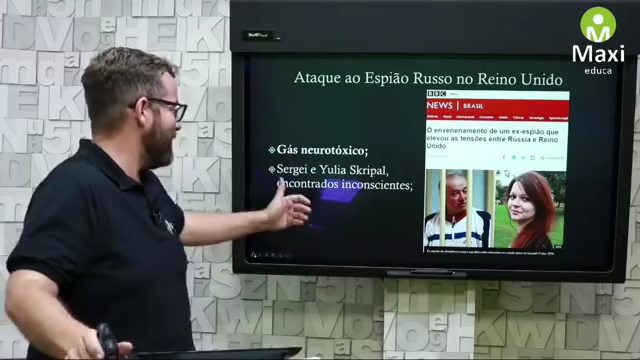 Maxi
educa
Ataque ao Espião Russo no Reino Unido
BBC
NEWS | BRASIL
O envenenamento de um ex-espião que
elevou as tensões entre Rússia e Reino
Unido
Gás neurotóxico;
Sergei e Yulia Skripal,
encontrados inconscientes;